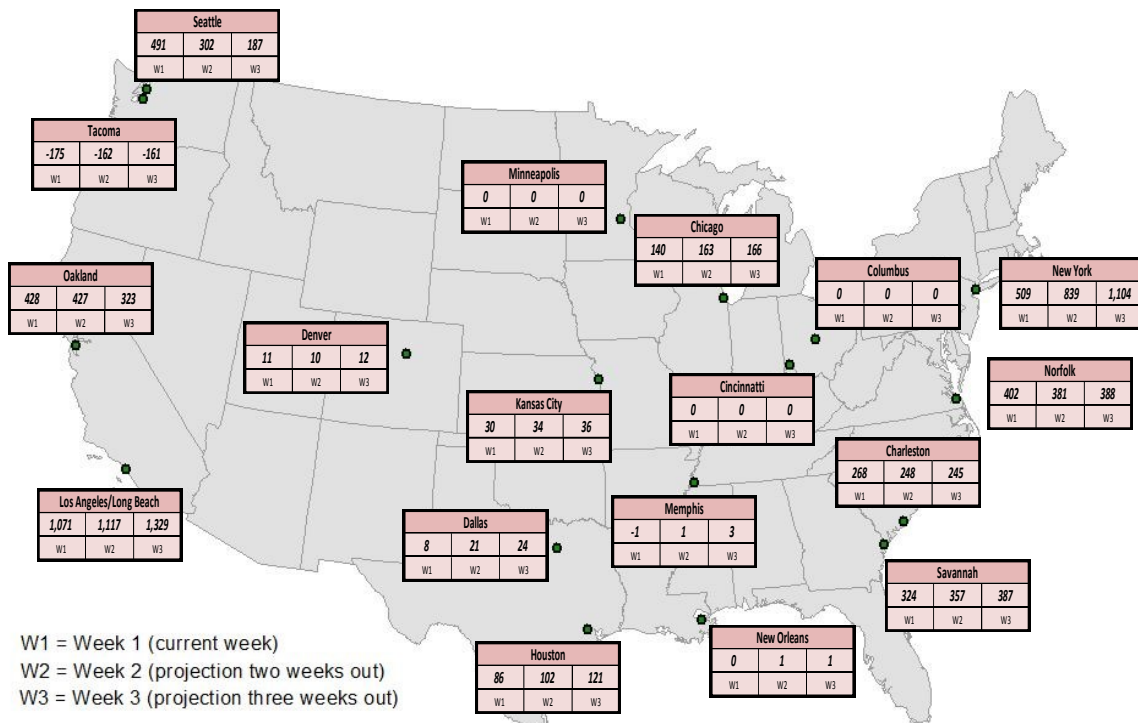 Seattle
491 302 187
W1 W2 W3
Tacoma
-175 -162 -161
W1 W2 W3
Minneapolis
0 0 0
W1 W2 W3
Chicago
140 163 166
W1 W2 W3
Oakland
428 427 323
W1 W2 W3
Columbus
0 0 0
W1 W2 W3
New York
509 839 1,104
W1 W2 W3
Denver
11 10 12
W1 W2 W3
Cincinnatti
0 0 0
W1 W2 W3
Norfolk
402 381 388
W1 W2 W3
Kansas City
30 34 36
W1 W2 W3
Charleston
268 248 245
W1 W2 W3
Los Angeles/Long Beach
1,071 1,117 1,329
W1 W2 W3
Memphis
-1 1 3
W1 W2 W3
Dallas
8 21 24
W1 W2 W3
Savannah
324 357 387
W1 W2 W3
New Orleans
0 1 1
W1 W2 W3
Houston
86 102 121
W1 W2 W3
W1 = Week 1 (current week)
W2 = Week 2 (projection two weeks out)
W3 = Week 3 (projection three weeks out)